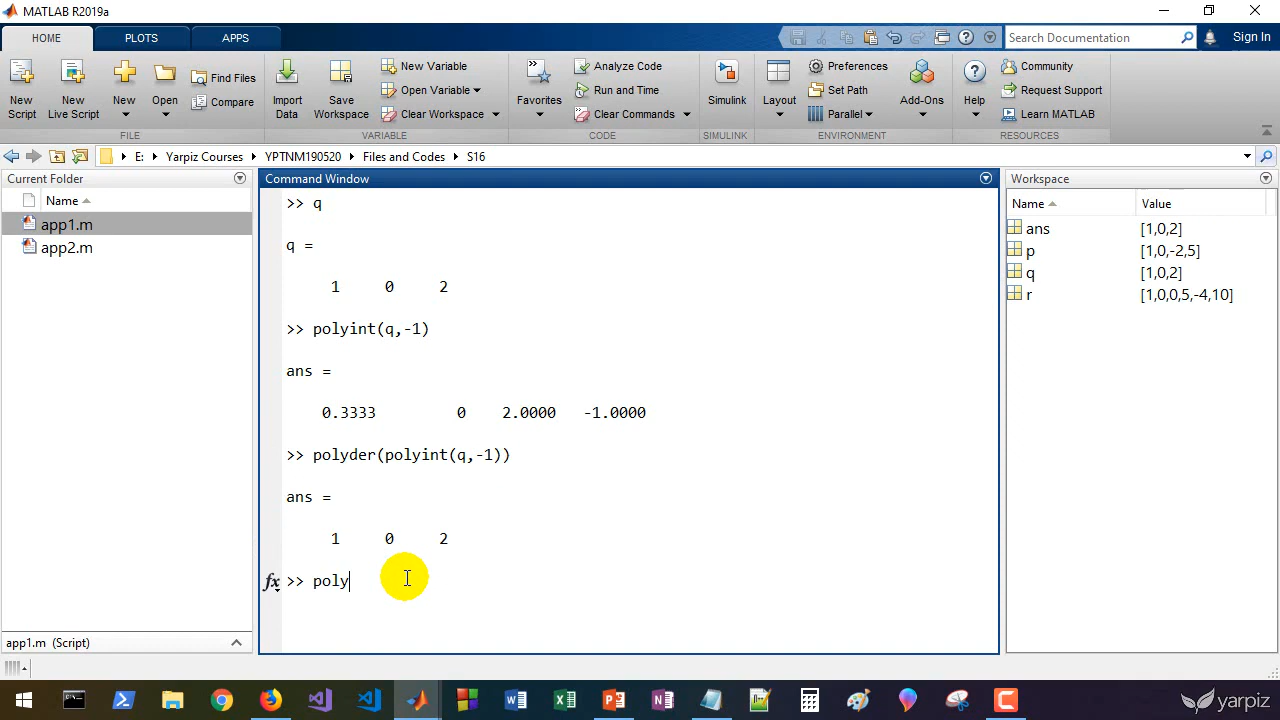 MATLAB R2019a
HOME PLOTS APPS
Search Documentation Sign In
New Script
New Live Script
New
Open
Find Files
Compare
FILE
Import Data
Save Workspace
New Variable
Open Variable
Clear Workspace
VARIABLE
Favorites
Analyze Code
Run and Time
Clear Commands
CODE
Simulink
SIMULINK
Layout
Preferences
Set Path
Parallel
ENVIRONMENT
Add-Ons
Help
Community
Request Support
Learn MATLAB
RESOURCES
E: Yarpiz Courses YPTNM190520 Files and Codes S16
Current Folder
Name
app1.m
app2.m
app1.m (Script)
Command Window
>> q
q =
1 0 2
>> polyint(q,-1)
ans =
0.3333 0 2.0000 -1.0000
>> polyder(polyint(q,-1))
ans =
1 0 2
fx >> poly
Workspace
Name Value
ans [1,0,2]
p [1,0,-2,5]
q [1,0,2]
r [1,0,0,5,-4,10]
yarpiz